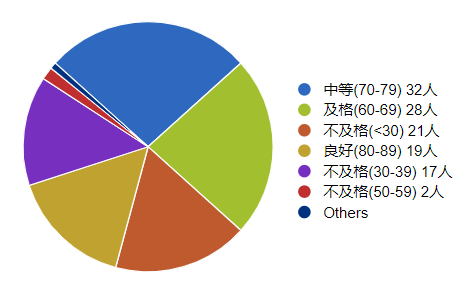 中等(70-79) 32人
及格(60-69) 28人
不及格(<30) 21人
良好(80-89) 19人
不及格(30-39) 17人
不及格(50-59) 2人
Others